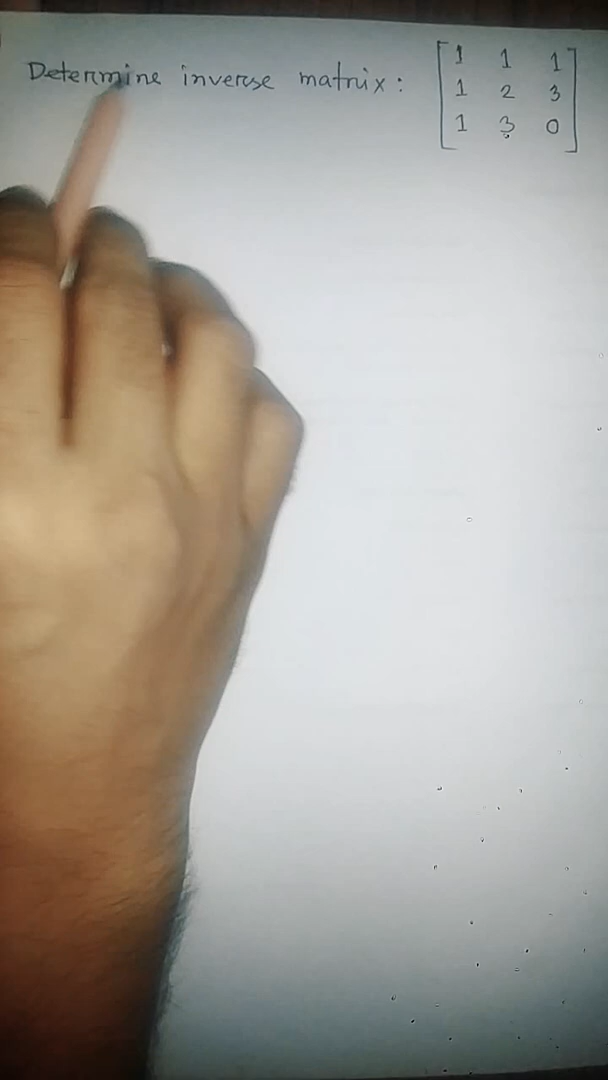 Determine inverse matrix: [1 1 1
1 2 3
1 3 0]